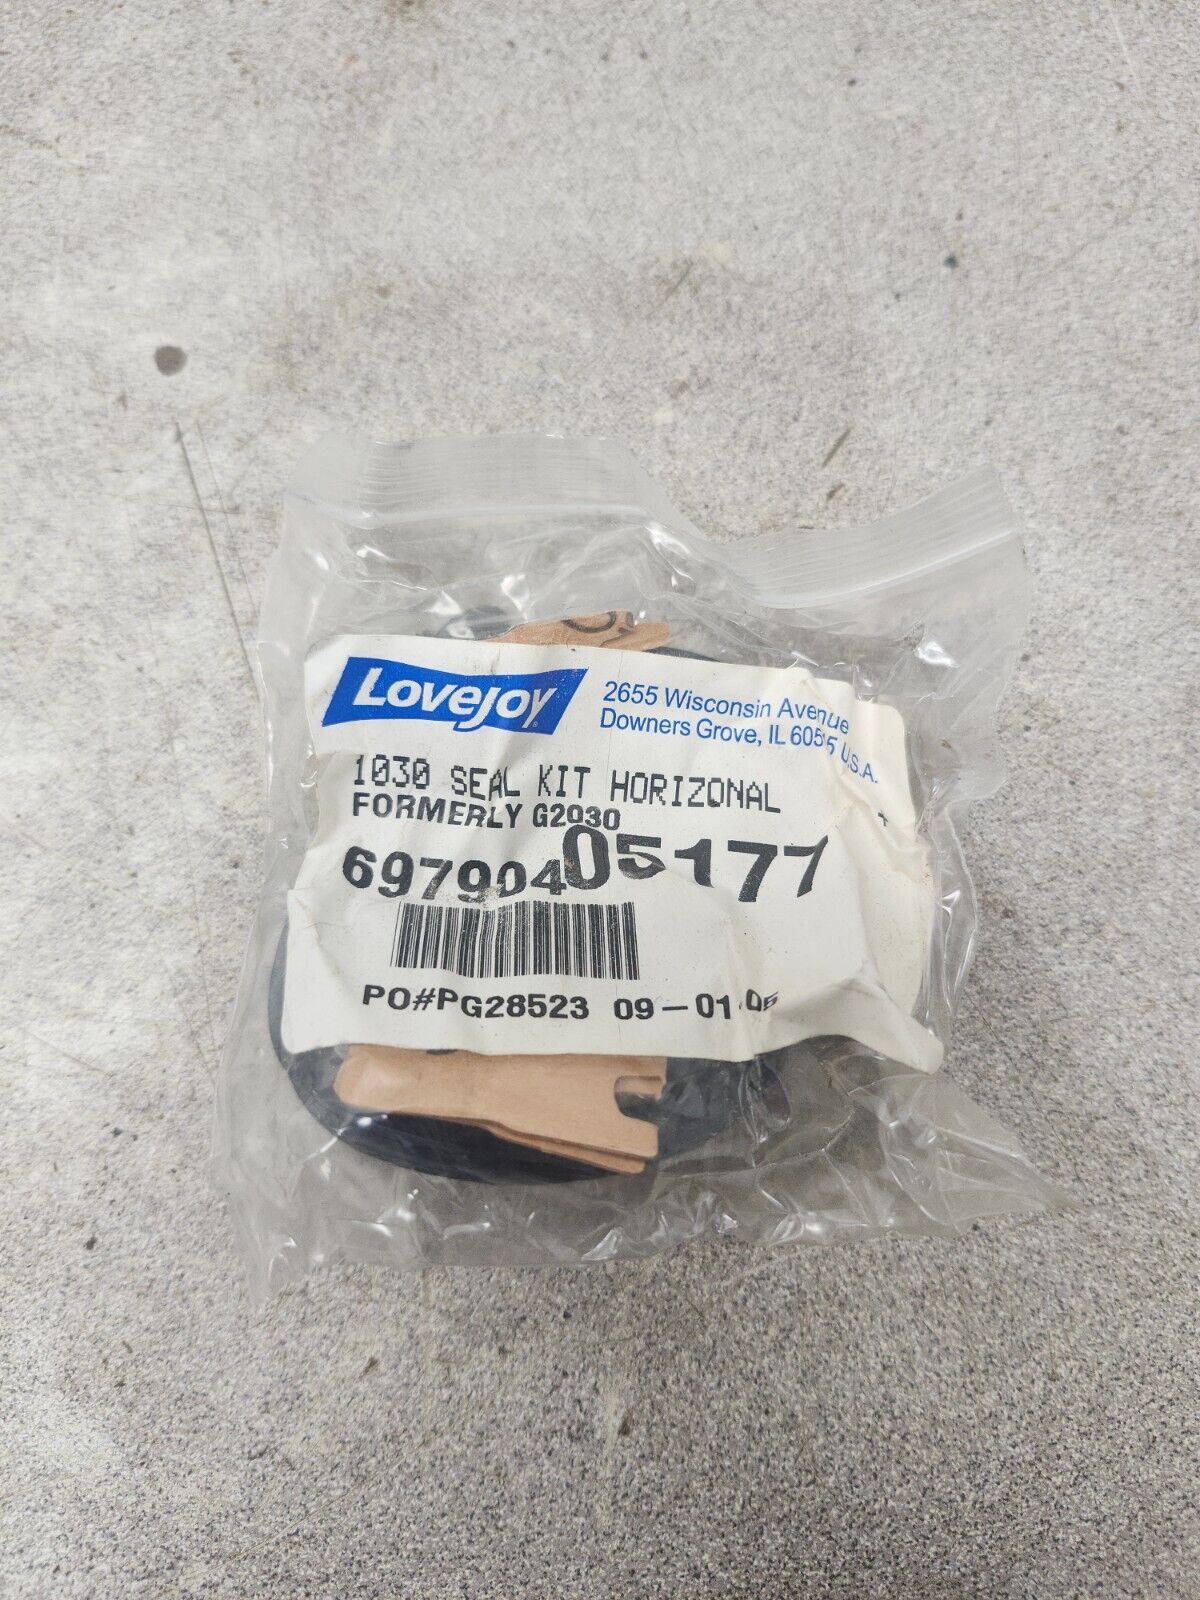 Lovejoy®
2655 Wisconsin Avenue
Downers Grove, IL 60515 U.S.A.
1030 SEAL KIT HORIZONAL
FORMERLY G2030
69790405177
PO#PG28523 09-01-05